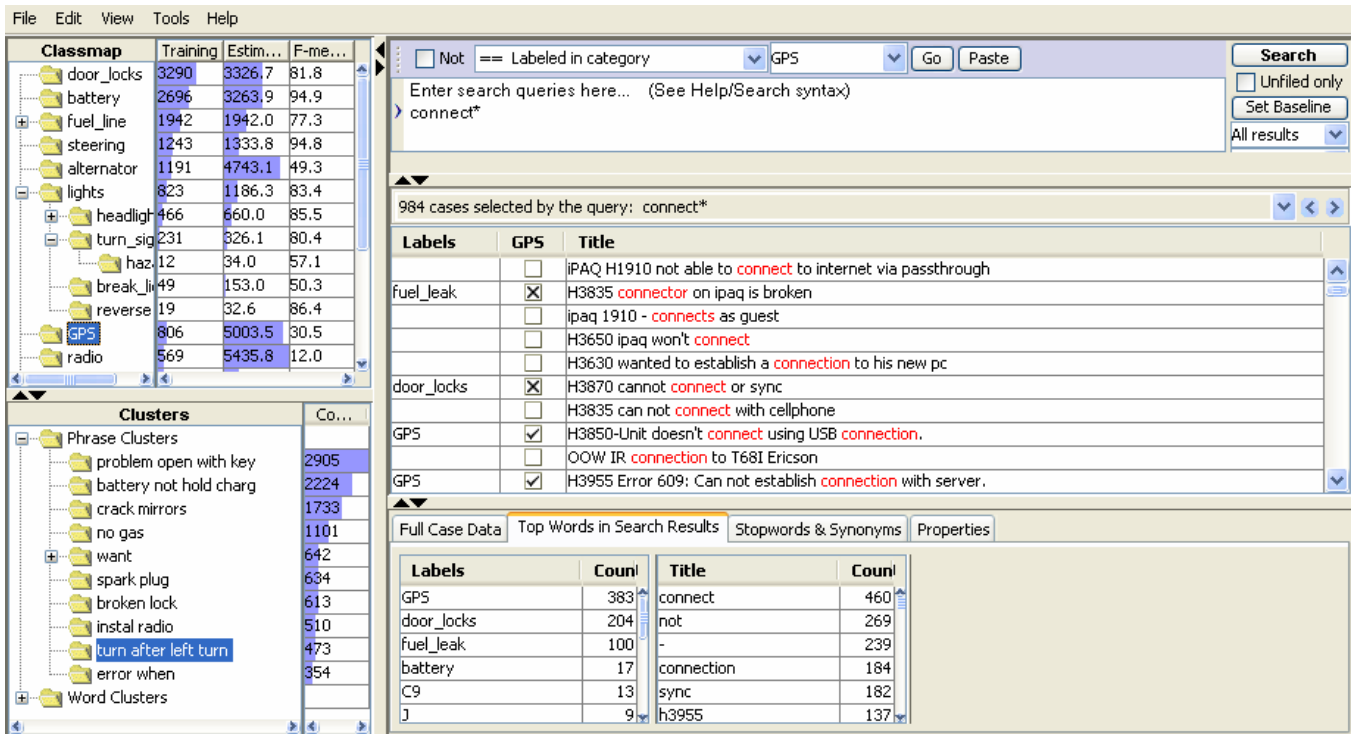 File Edit View Tools Help
Classmap Training Estim... F-me...
door_locks 3290 3326.7 81.8
battery 2696 3263.9 94.9
fuel_line 1942 1942.0 77.3
steering 1243 1333.8 94.8
alternator 1191 4743.1 49.3
lights 823 1186.3 83.4
headligh 466 660.0 85.5
turn_sig 231 326.1 80.4
haz 12 34.0 57.1
break_li 49 153.0 50.3
reverse 19 32.6 86.4
GPS 806 5003.5 30.5
radio 569 5435.8 12.0
Clusters Co...
Phrase Clusters
problem open with key 2905
battery not hold charg 2224
crack mirrors 1733
no gas 1101
want 642
spark plug 634
broken lock 613
instal radio 510
turn after left turn 473
error when 354
Word Clusters
Not == Labeled in category GPS Go Paste
Enter search queries here... (See Help/Search syntax)
connect*
Search
Unfiled only
Set Baseline
All results
984 cases selected by the query: connect*
Labels GPS Title
iPAQ H1910 not able to connect to internet via passthrough
fuel_leak H3835 connector on ipaq is broken
ipaq 1910 - connects as guest
H3650 ipaq won't connect
H3630 wanted to establish a connection to his new pc
door_locks H3870 cannot connect or sync
H3835 can not connect with cellphone
GPS H3850-Unit doesn't connect using USB connection.
OOW IR connection to T68I Ericson
GPS H3955 Error 609: Can not establish connection with server.
Full Case Data Top Words in Search Results Stopwords & Synonyms Properties
Labels Count Title Count
GPS 383 connect 460
door_locks 204 not 269
fuel_leak 100 - 239
battery 17 connection 184
C9 13 sync 182
J 9 h3955 137